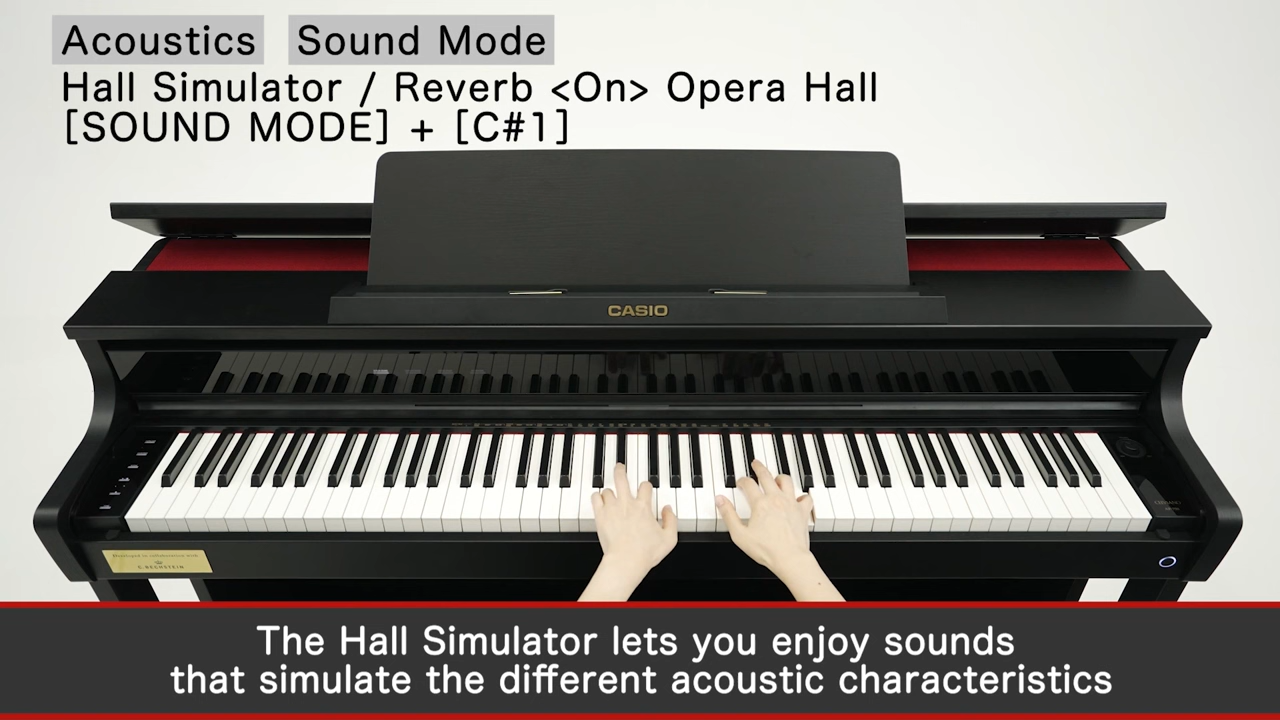 Acoustics Sound Mode
Hall Simulator / Reverb <On> Opera Hall
[SOUND MODE] + [C#1]
CASIO
C. BECHSTEIN
The Hall Simulator lets you enjoy sounds
that simulate the different acoustic characteristics